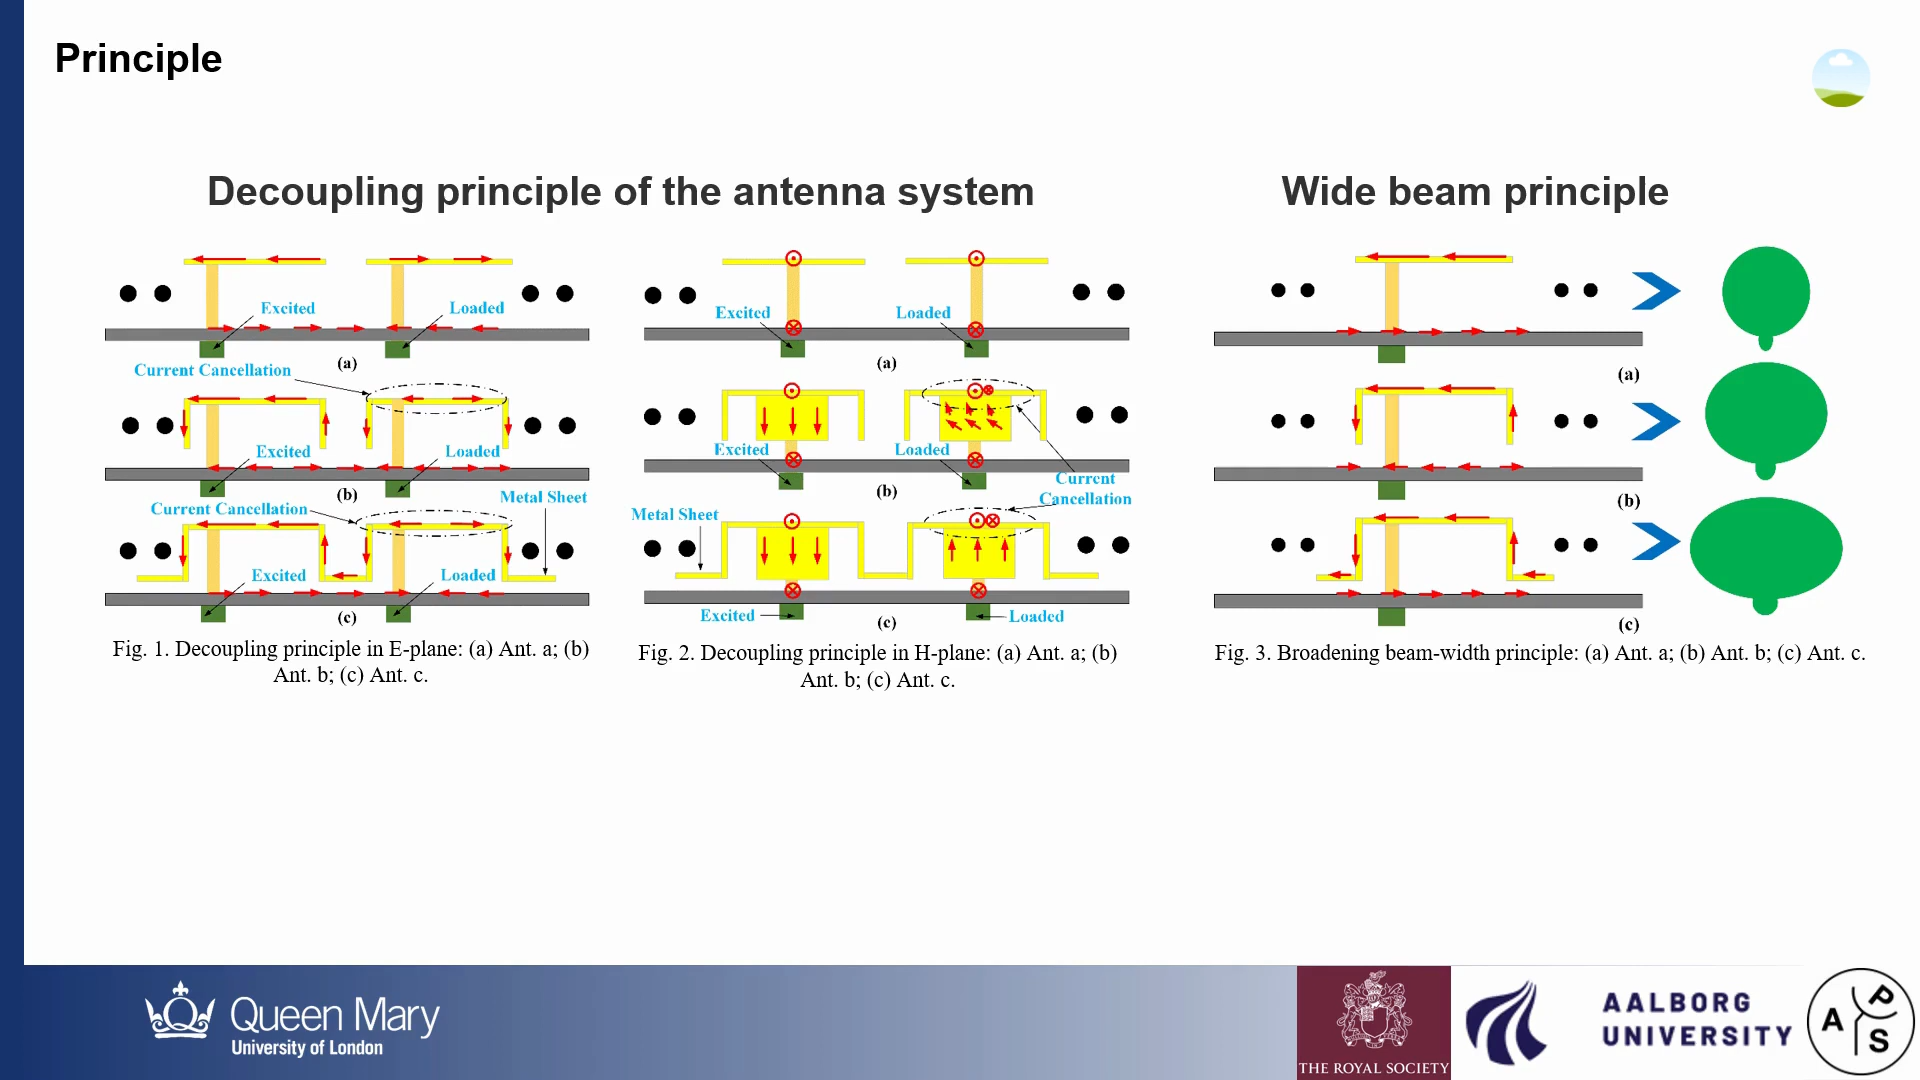 Principle
Decoupling principle of the antenna system
Wide beam principle
Excited
Loaded
(a)
Current Cancellation
Excited
Loaded
(b)
Metal Sheet
Current Cancellation
Excited
Loaded
(c)
Fig. 1. Decoupling principle in E-plane: (a) Ant. a; (b)
Ant. b; (c) Ant. c.
Excited
Loaded
(a)
Excited
Loaded
(b)
Current
Cancellation
Metal Sheet
Excited
Loaded
(c)
Fig. 2. Decoupling principle in H-plane: (a) Ant. a; (b)
Ant. b; (c) Ant. c.
(a)
(b)
(c)
Fig. 3. Broadening beam-width principle: (a) Ant. a; (b) Ant. b; (c) Ant. c.
Queen Mary
University of London
THE ROYAL SOCIETY
AALBORG
UNIVERSITY
A P S